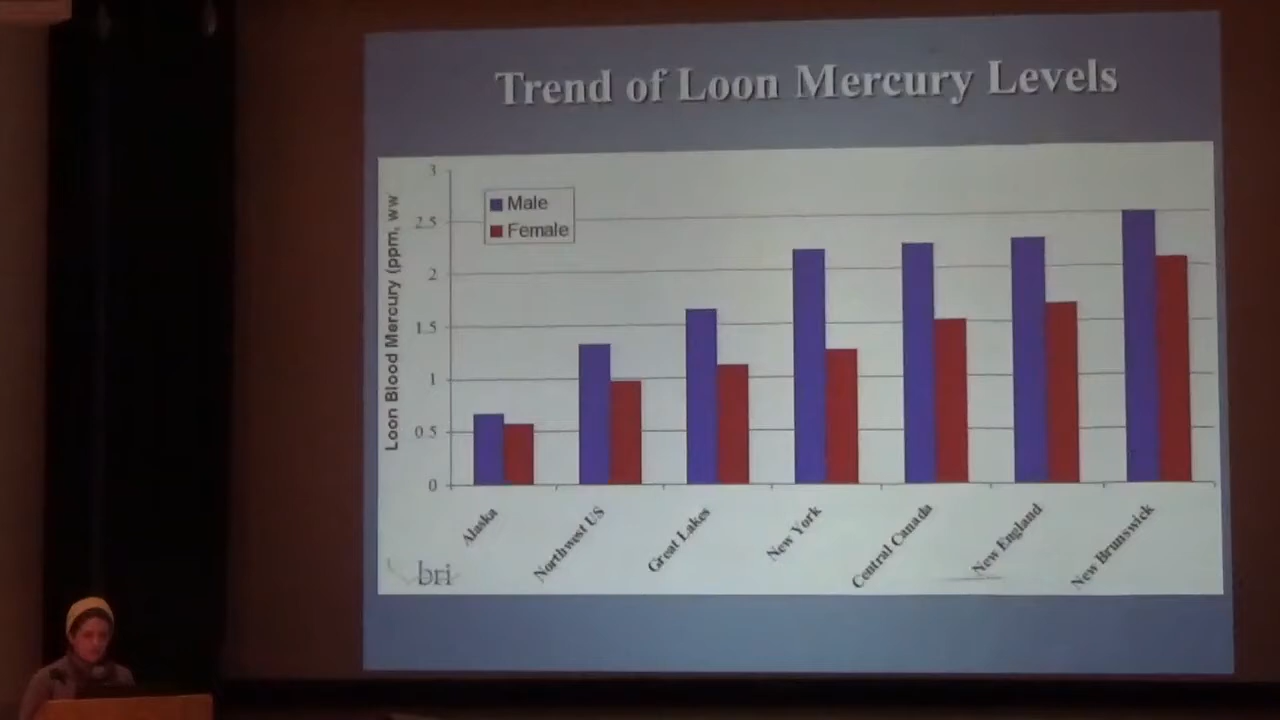 Trend of Loon Mercury Levels
3
2.5
2
1.5
1
0.5
0
Loon Blood Mercury (ppm, ww
Male
Female
Alaska
Northwest US
Great Lakes
New York
Central Canada
New England
New Brunswick
bri